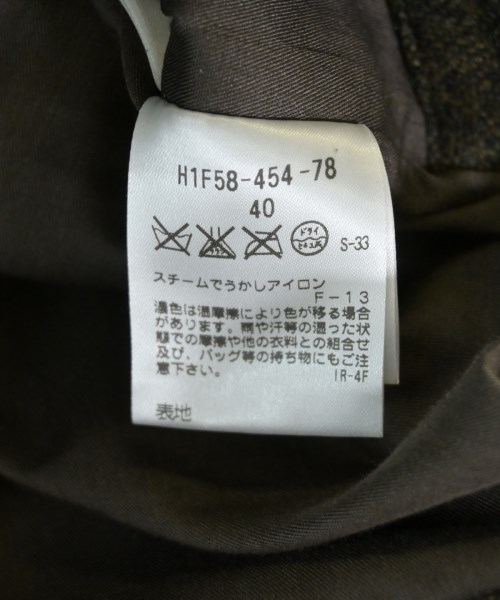 H1F58-454-78
40
ドライ
セキユ系
S-33
スチームでうかしアイロン
F-13
濃色は湿摩擦により色が移る場合
があります。雨や汗等の湿った状
態での摩擦や他の衣料との組合せ
及び、バッグ等の持ち物にもご注
意下さい。
IR-4F
表地